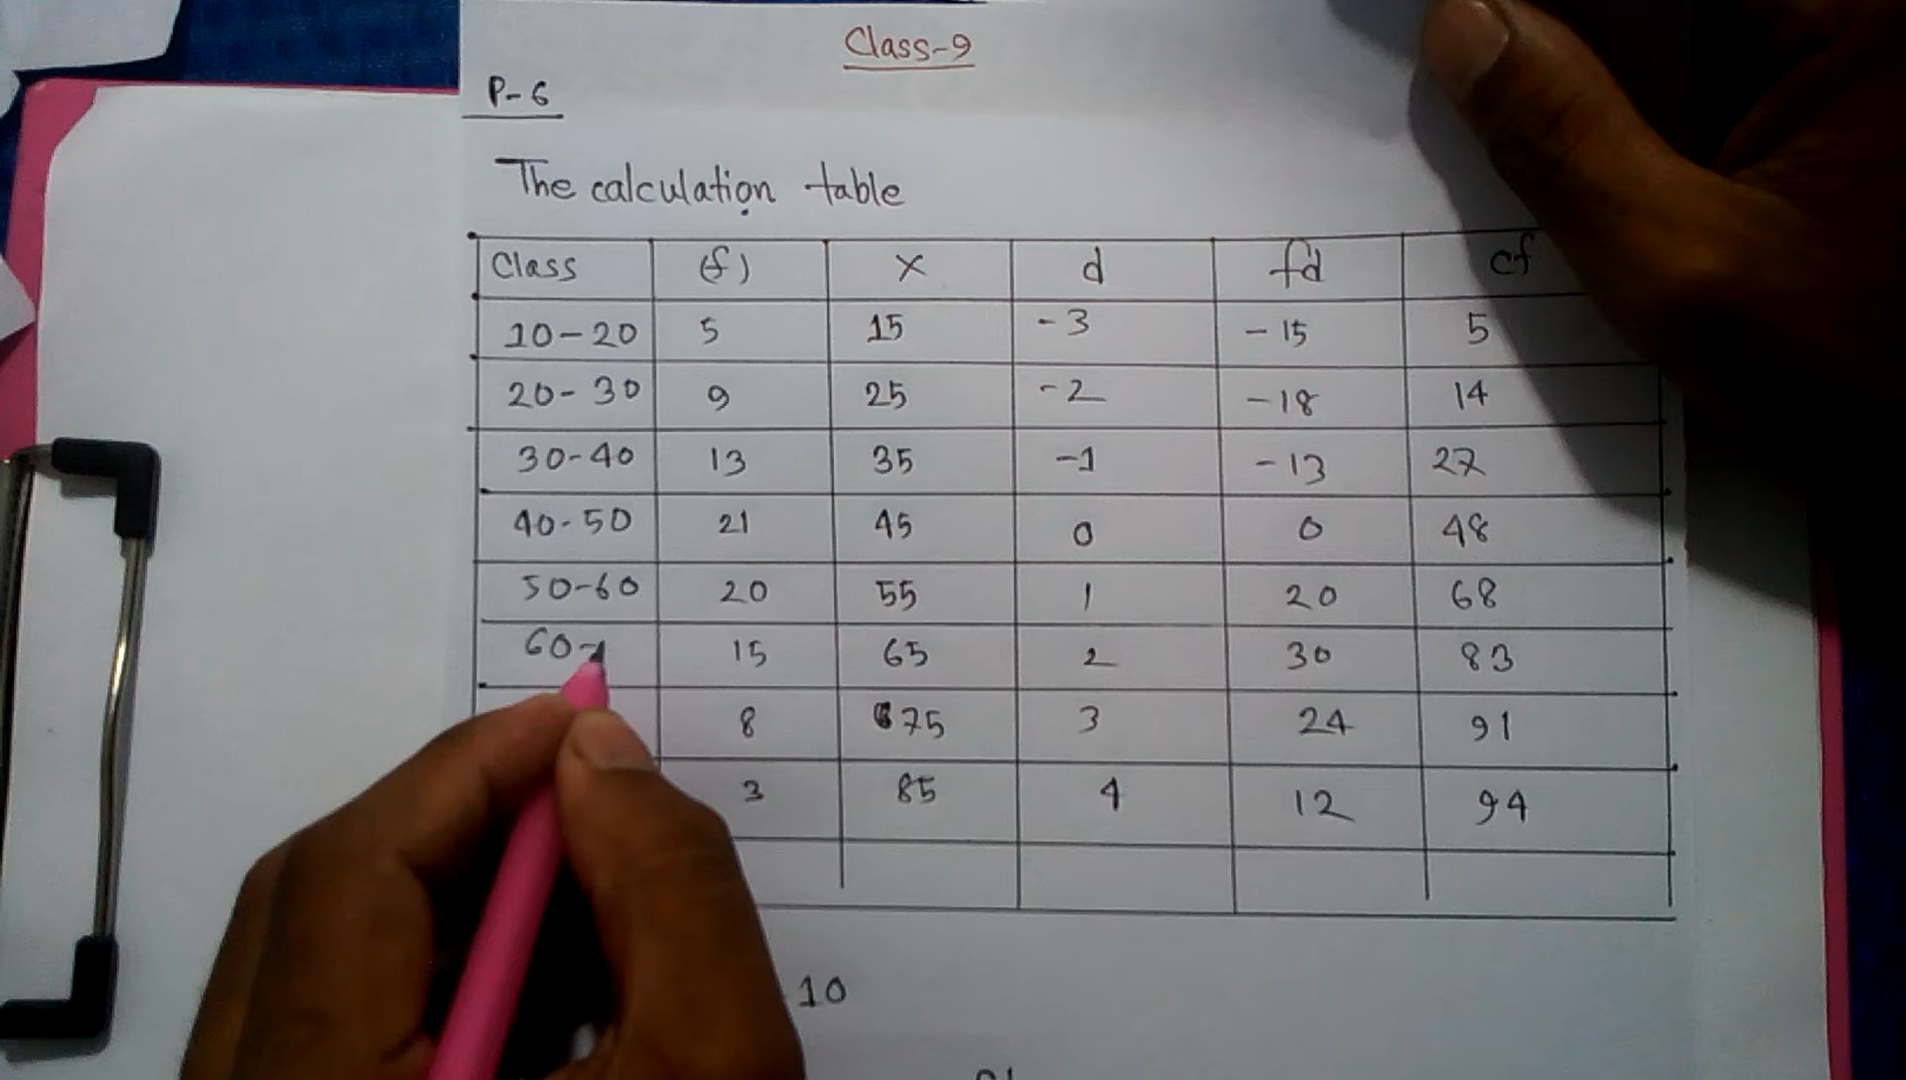 Class-9
P-6
The calculation table
Class (f) x d fd cf
10-20 5 15 -3 -15 5
20-30 9 25 -2 -18 14
30-40 13 35 -1 -13 27
40-50 21 45 0 0 48
50-60 20 55 1 20 68
60- 15 65 2 30 83
8 75 3 24 91
3 85 4 12 94
10